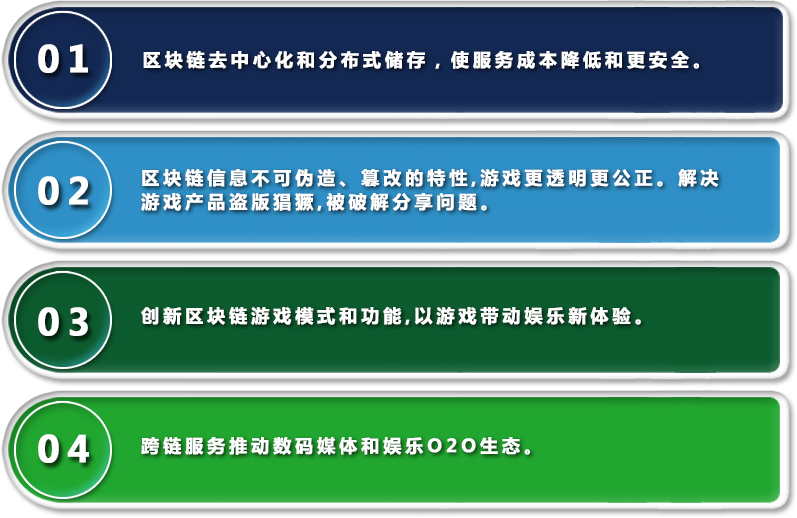 01
区块链去中心化和分布式储存，使服务成本降低和更安全。
02
区块链信息不可伪造、篡改的特性,游戏更透明更公正。解决
游戏产品盗版猖獗,被破解分享问题。
03
创新区块链游戏模式和功能,以游戏带动娱乐新体验。
04
跨链服务推动数码媒体和娱乐O2O生态。